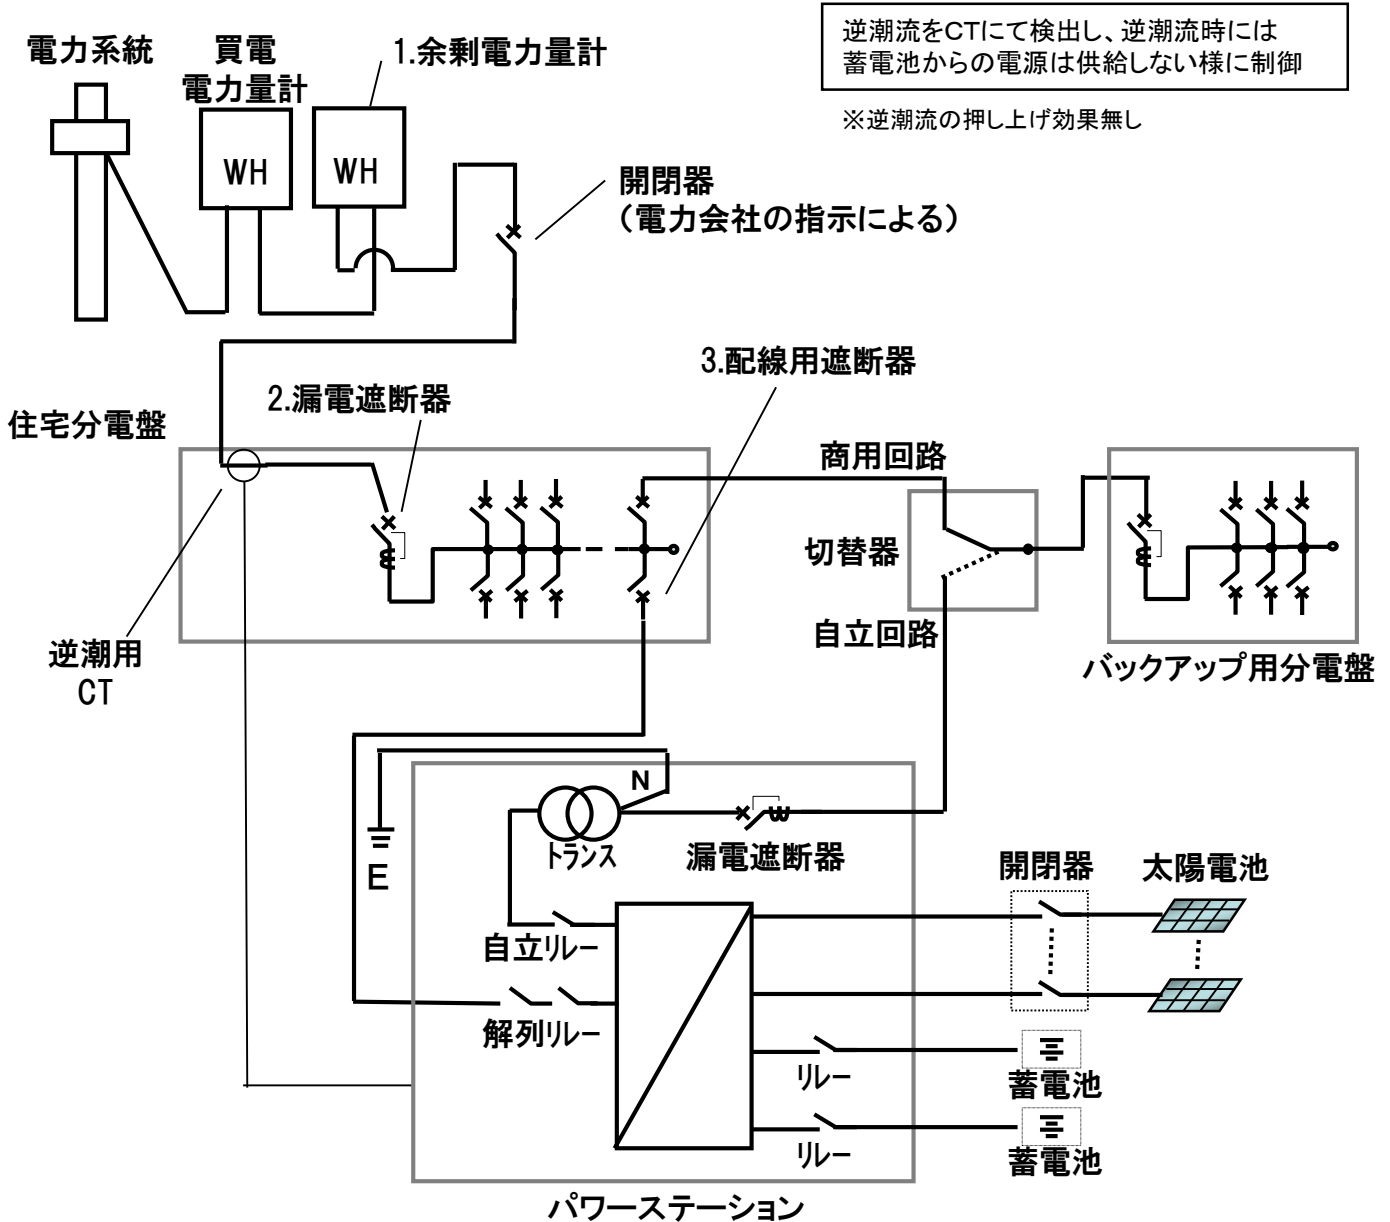 逆潮流をCTにて検出し、逆潮流時には
蓄電池からの電源は供給しない様に制御
※逆潮流の押し上げ効果無し
電力系統
買電
電力量計
1.余剰電力量計
WH
WH
開閉器
(電力会社の指示による)
3.配線用遮断器
2.漏電遮断器
住宅分電盤
商用回路
切替器
自立回路
バックアップ用分電盤
逆潮用
CT
N
E
トランス
漏電遮断器
開閉器
太陽電池
自立リレー
解列リレー
リレー
蓄電池
リレー
蓄電池
パワーステーション